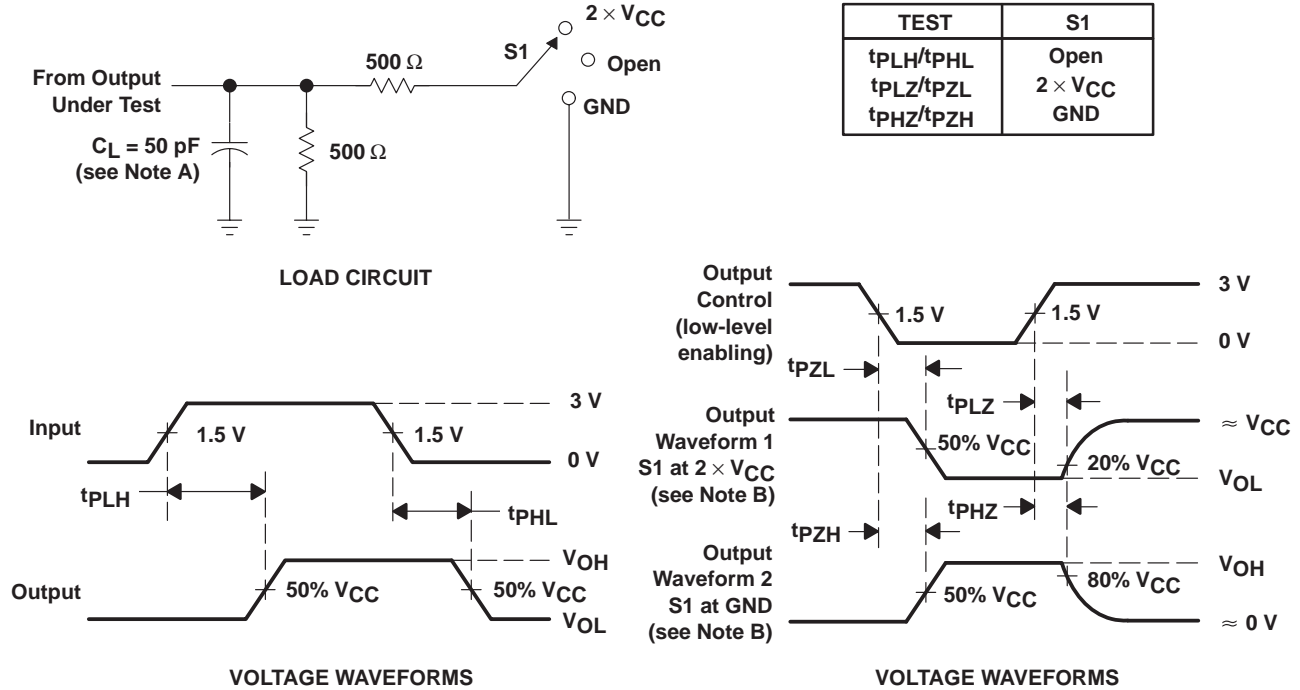 2 × VCC
S1
Open
GND
500 Ω
From Output
Under Test
CL = 50 pF
(see Note A)
500 Ω
LOAD CIRCUIT
TEST S1
tPLH/tPHL Open
tPLZ/tPZL 2 × VCC
tPHZ/tPZH GND
Input
1.5 V
1.5 V
3 V
0 V
tPLH
tPHL
Output
50% VCC
50% VCC
VOH
VOL
VOLTAGE WAVEFORMS
Output
Control
(low-level
enabling)
1.5 V
1.5 V
3 V
0 V
tPZL
tPLZ
Output
Waveform 1
S1 at 2 × VCC
(see Note B)
50% VCC
20% VCC
≈ VCC
VOL
tPHZ
tPZH
Output
Waveform 2
S1 at GND
(see Note B)
50% VCC
80% VCC
VOH
≈ 0 V
VOLTAGE WAVEFORMS